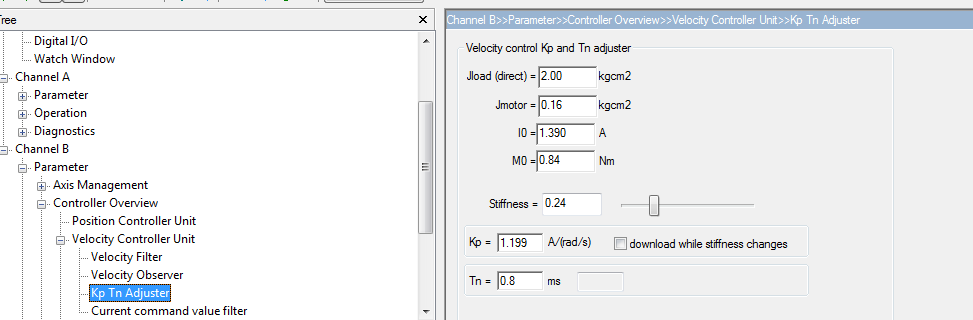 Tree
Digital I/O
Watch Window
Channel A
Parameter
Operation
Diagnostics
Channel B
Parameter
Axis Management
Controller Overview
Position Controller Unit
Velocity Controller Unit
Velocity Filter
Velocity Observer
Kp Tn Adjuster
Current command value filter
Channel B>>Parameter>>Controller Overview>>Velocity Controller Unit>>Kp Tn Adjuster
Velocity control Kp and Tn adjuster
Jload (direct) = 2.00 kgcm2
Jmotor = 0.16 kgcm2
I0 = 1.390 A
M0 = 0.84 Nm
Stiffness = 0.24
Kp = 1.199 A/(rad/s) download while stiffness changes
Tn = 0.8 ms